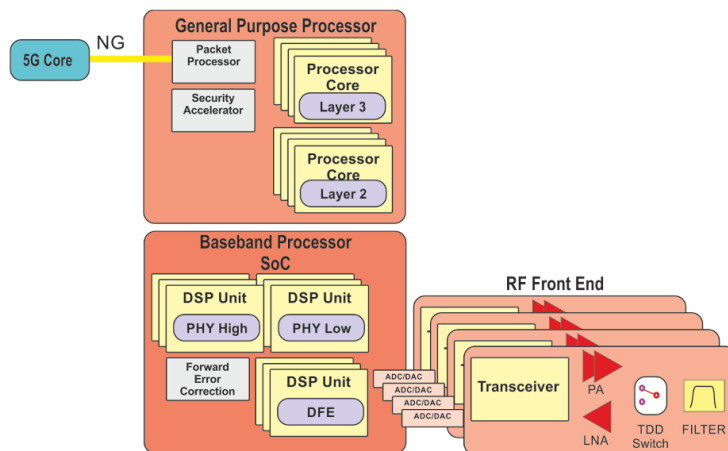 General Purpose Processor
5G Core
NG
Packet
Processor
Security
Accelerator
Processor
Core
Layer 3
Processor
Core
Layer 2
Baseband Processor
SoC
DSP Unit
PHY High
DSP Unit
PHY Low
Forward
Error
Correction
DSP Unit
DFE
RF Front End
ADC/DAC
ADC/DAC
ADC/DAC
ADC/DAC
Transceiver
PA
LNA
TDD
Switch
FILTER